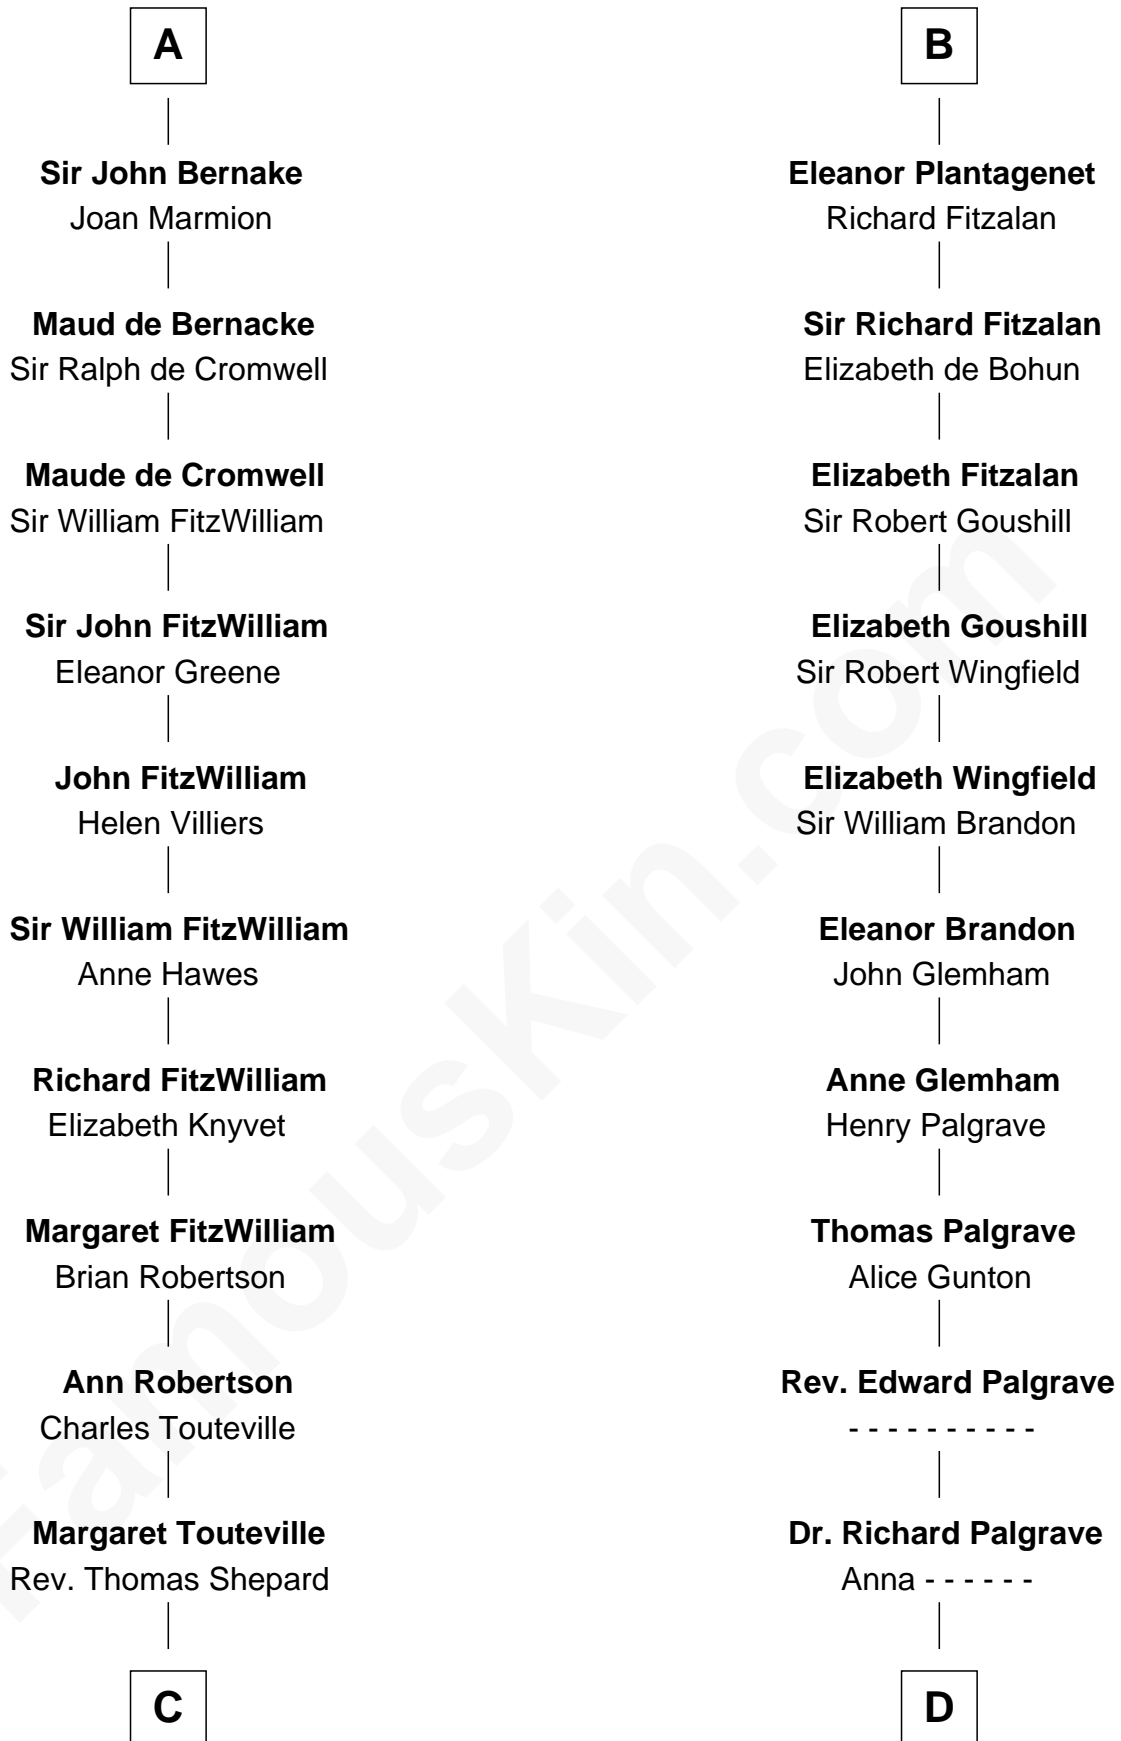 A
Sir John Bernake
Joan Marmion
Maud de Bernacke
Sir Ralph de Cromwell
Maude de Cromwell
Sir William FitzWilliam
Sir John FitzWilliam
Eleanor Greene
John FitzWilliam
Helen Villiers
Sir William FitzWilliam
Anne Hawes
Richard FitzWilliam
Elizabeth Knyvet
Margaret FitzWilliam
Brian Robertson
Ann Robertson
Charles Touteville
Margaret Touteville
Rev. Thomas Shepard
C
B
Eleanor Plantagenet
Richard Fitzalan
Sir Richard Fitzalan
Elizabeth de Bohun
Elizabeth Fitzalan
Sir Robert Goushill
Elizabeth Goushill
Sir Robert Wingfield
Elizabeth Wingfield
Sir William Brandon
Eleanor Brandon
John Glemham
Anne Glemham
Henry Palgrave
Thomas Palgrave
Alice Gunton
Rev. Edward Palgrave
- - - - - - - - - -
Dr. Richard Palgrave
Anna - - - - - -
D
FamousKin.com